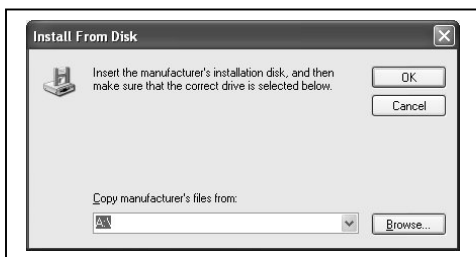 Install From Disk
Insert the manufacturer's installation disk, and then
make sure that the correct drive is selected below.
OK
Cancel
Copy manufacturer's files from:
A:\
Browse...